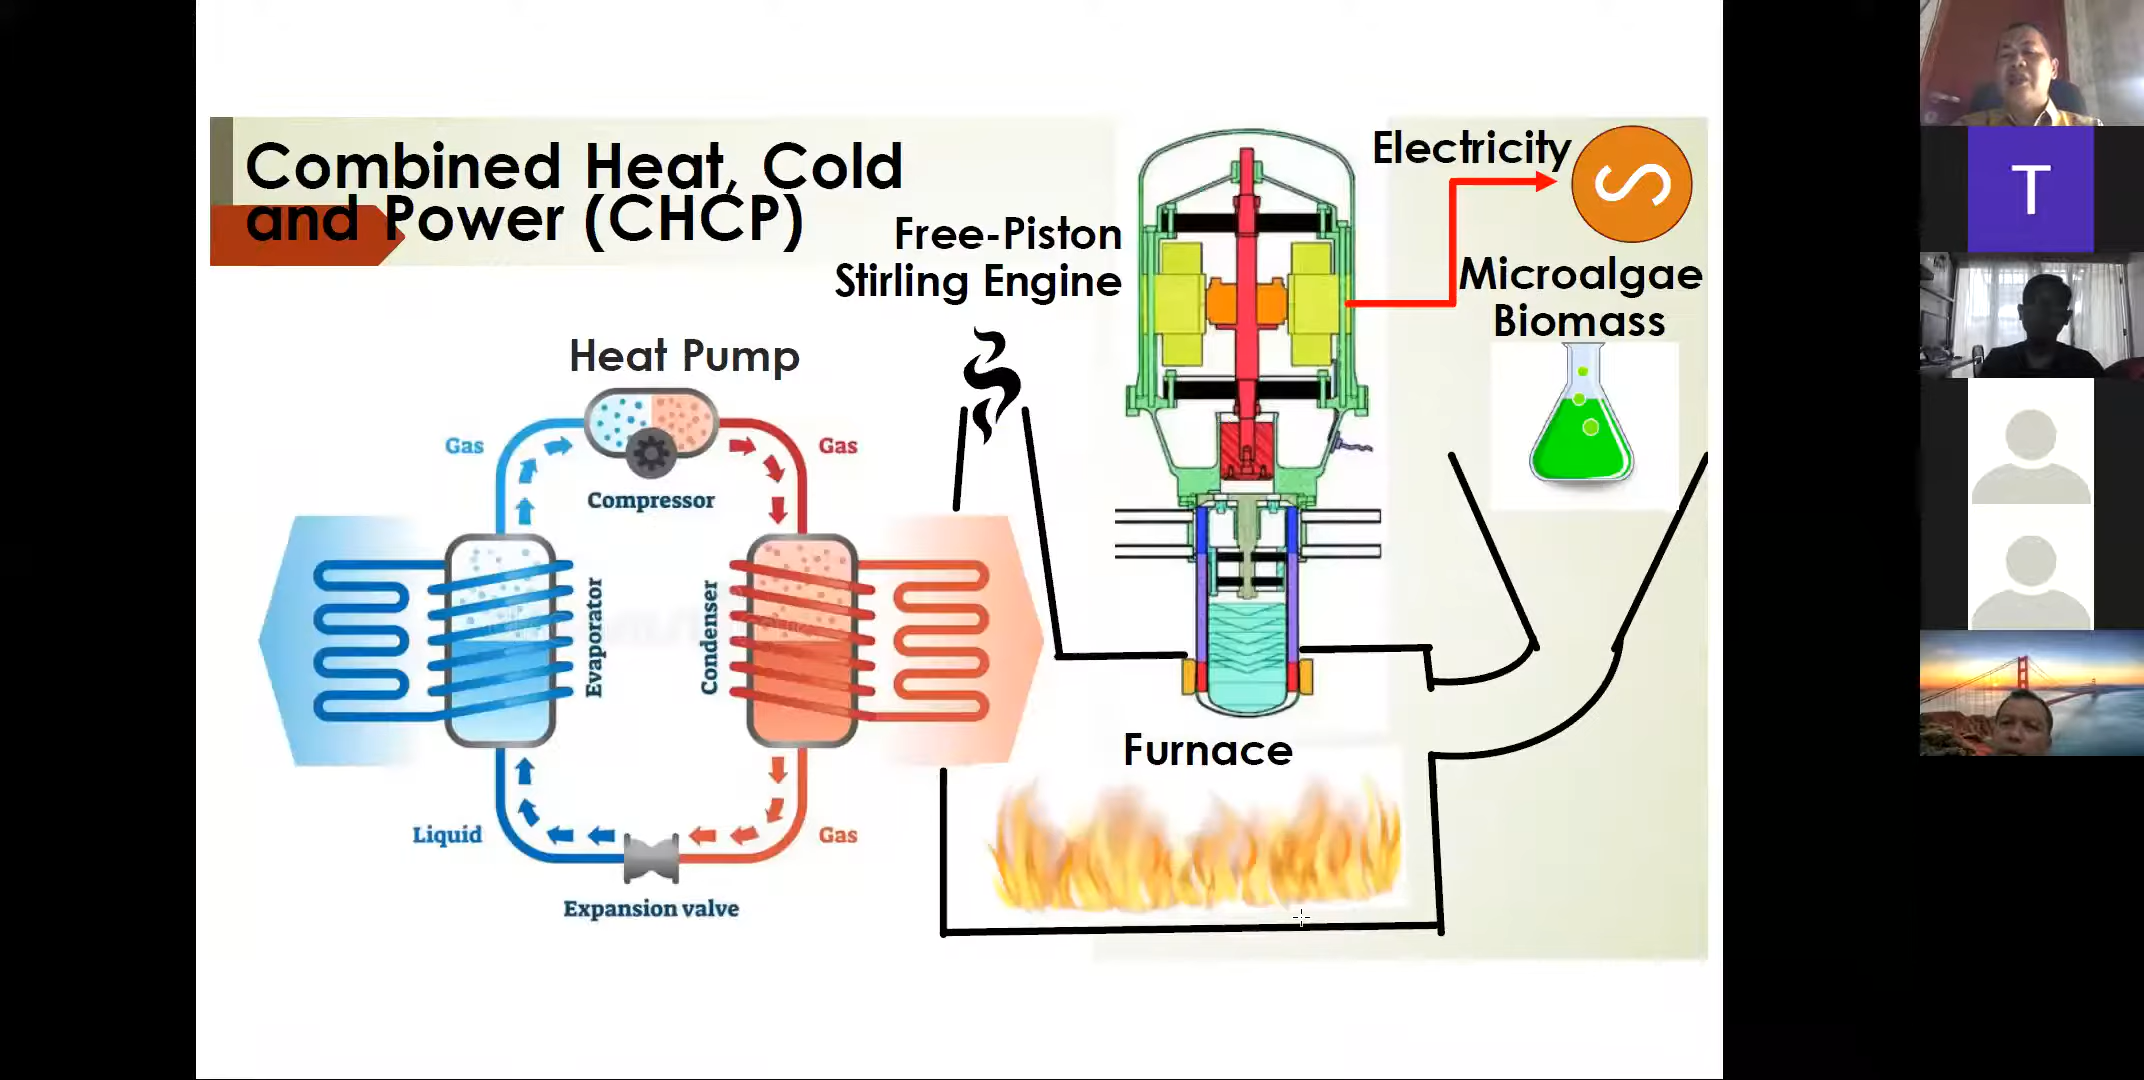 Combined Heat, Cold
and Power (CHCP)
Free-Piston
Stirling Engine
Electricity
Microalgae
Biomass
Heat Pump
Gas
Gas
Compressor
Evaporator
Condenser
Furnace
Liquid
Gas
Expansion valve
T